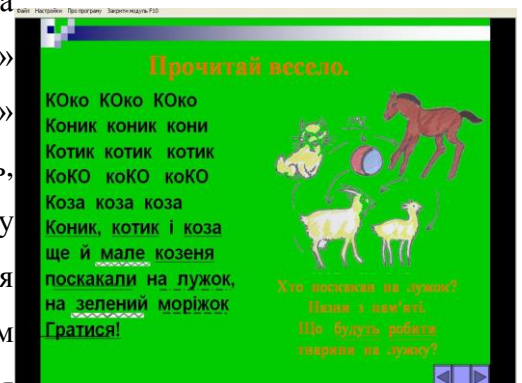 Файл Настройки Про програму Закрити модуль F10
Прочитай весело.
КОко КОко КОко
Коник коник кони
Котик котик котик
КоКО коКО коКО
Коза коза коза
Коник, котик і коза
ще й мале козеня
поскакали на лужок,
на зелений моріжок
Гратися!
Хто поскакав на лужок?
Назви з пам'яті.
Що будуть робити
тварини на лужку?
а
»
»
ь,
у
я
м